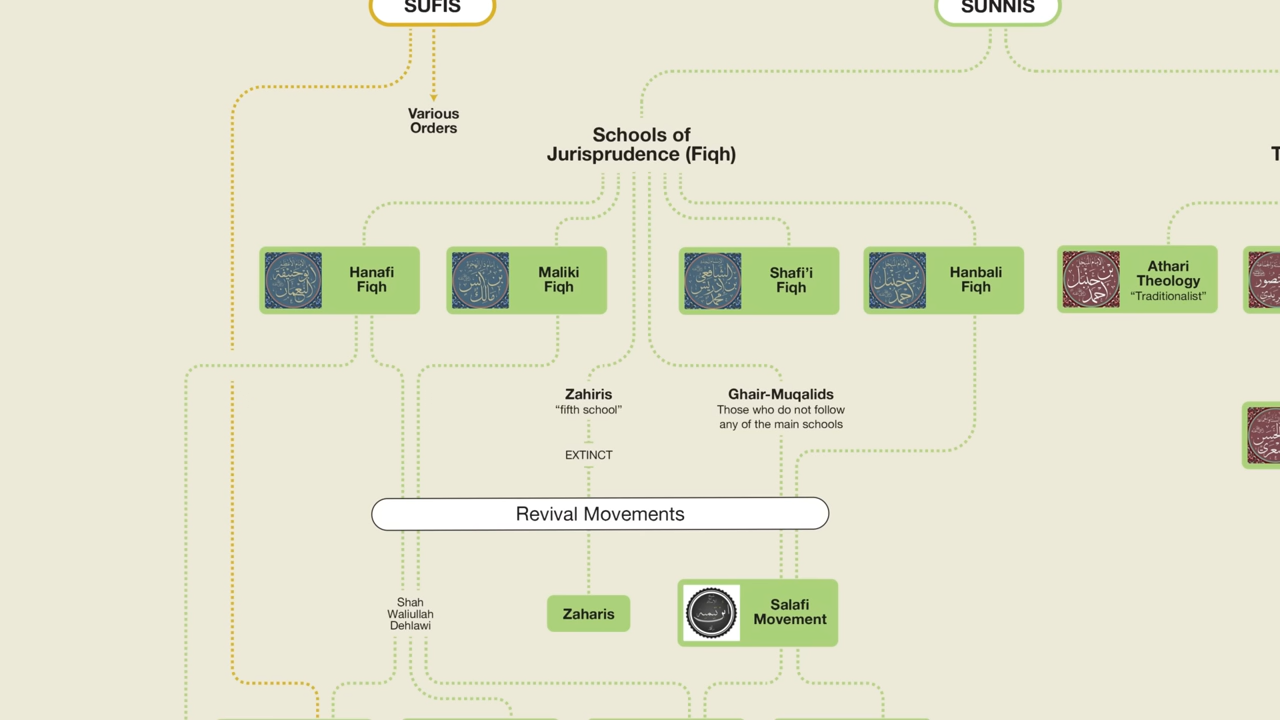 SUFIS
SUNNIS
Various
Orders
Schools of
Jurisprudence (Fiqh)
Hanafi
Fiqh
Maliki
Fiqh
Shafi’i
Fiqh
Hanbali
Fiqh
Athari
Theology
“Traditionalist”
Zahiris
“fifth school”
EXTINCT
Ghair-Muqalids
Those who do not follow
any of the main schools
Revival Movements
Shah
Waliullah
Dehlawi
Zaharis
Salafi
Movement